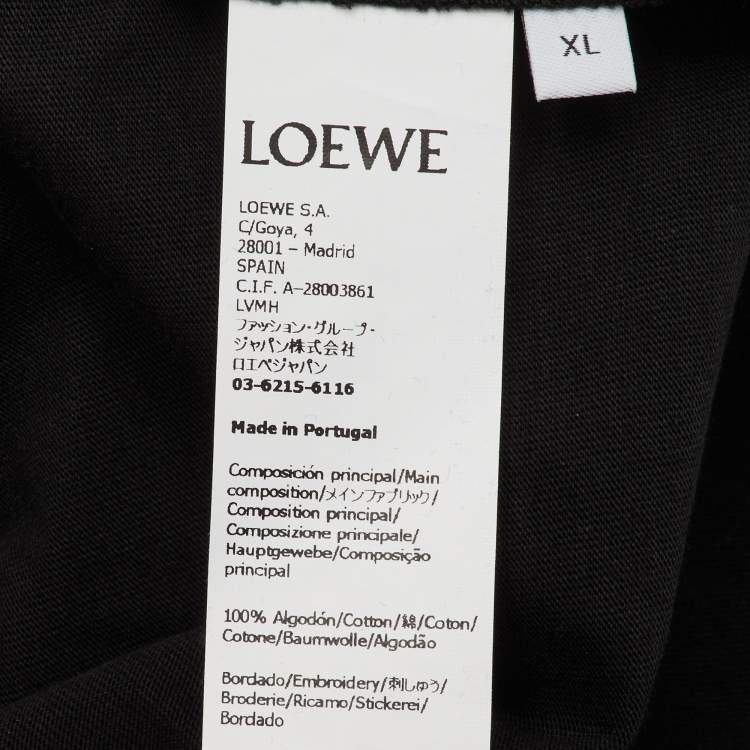 XL
LOEWE
LOEWE S.A.
C/Goya, 4
28001 – Madrid
SPAIN
C.I.F. A-28003861
LVMH
ファッション・グループ・
ジャパン株式会社
ロエベジャパン
03-6215-6116
Made in Portugal
Composición principal/Main
composition/メインファブリック/
Composition principal/
Composizione principale/
Hauptgewebe/Composição
principal
100% Algodón/Cotton/綿/Coton/
Cotone/Baumwolle/Algodão
Bordado/Embroidery/刺しゅう/
Broderie/Ricamo/Stickerei/
Bordado